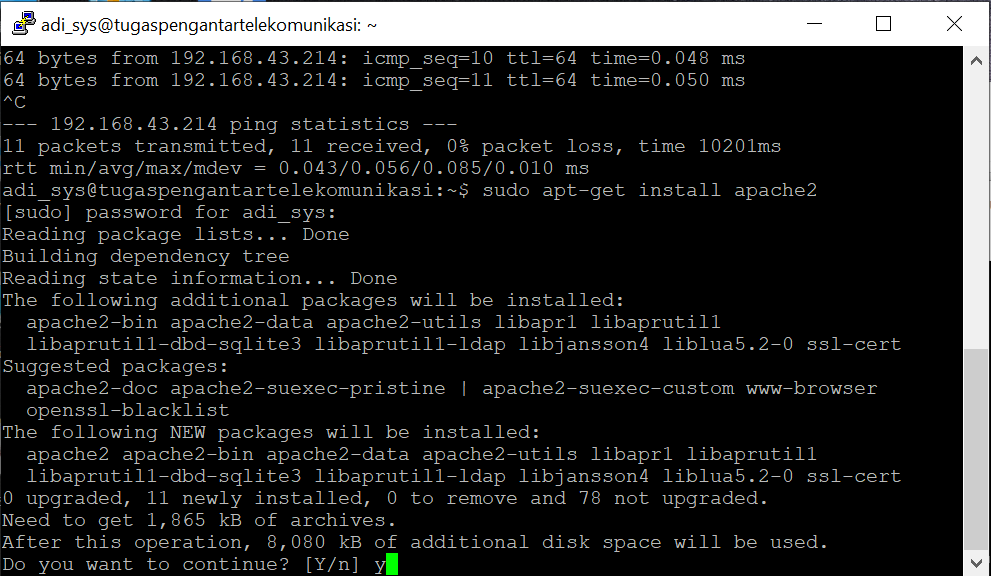 adi_sys@tugaspengantartelekomunikasi: ~
64 bytes from 192.168.43.214: icmp_seq=10 ttl=64 time=0.048 ms
64 bytes from 192.168.43.214: icmp_seq=11 ttl=64 time=0.050 ms
^C
--- 192.168.43.214 ping statistics ---
11 packets transmitted, 11 received, 0% packet loss, time 10201ms
rtt min/avg/max/mdev = 0.043/0.056/0.085/0.010 ms
adi_sys@tugaspengantartelekomunikasi:~$ sudo apt-get install apache2
[sudo] password for adi_sys:
Reading package lists... Done
Building dependency tree
Reading state information... Done
The following additional packages will be installed:
  apache2-bin apache2-data apache2-utils libapr1 libaprutil1
  libaprutil1-dbd-sqlite3 libaprutil1-ldap libjansson4 liblua5.2-0 ssl-cert
Suggested packages:
  apache2-doc apache2-suexec-pristine | apache2-suexec-custom www-browser
  openssl-blacklist
The following NEW packages will be installed:
  apache2 apache2-bin apache2-data apache2-utils libapr1 libaprutil1
  libaprutil1-dbd-sqlite3 libaprutil1-ldap libjansson4 liblua5.2-0 ssl-cert
0 upgraded, 11 newly installed, 0 to remove and 78 not upgraded.
Need to get 1,865 kB of archives.
After this operation, 8,080 kB of additional disk space will be used.
Do you want to continue? [Y/n] y